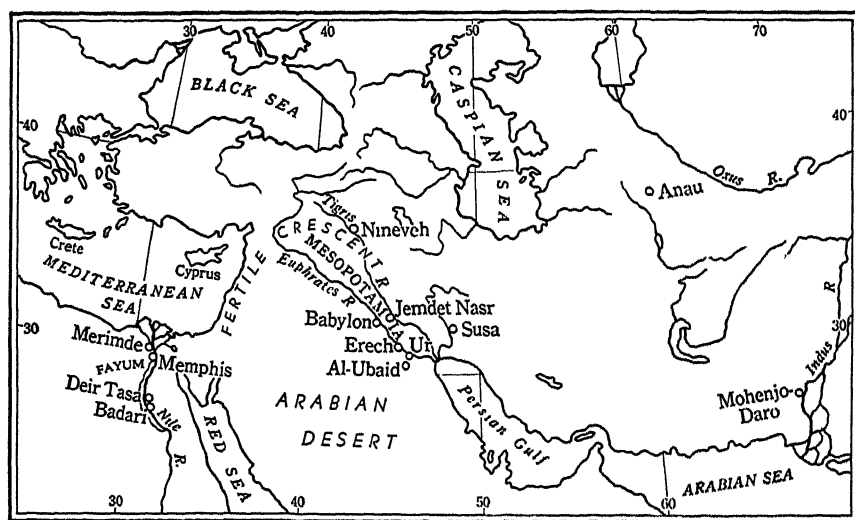 30
50
60
70
BLACK SEA
CASPIAN SEA
40
40
Oxus R.
Anau
Tigris R
Nineveh
FERTILE CRESCENT
MESOPOTAMIA
Euphrates R
Crete
Cyprus
MEDITERRANEAN
SEA
Jemdet Nasr
Babylon
Susa
30
30
Merimde
Erech
Ur
FAYUM
Memphis
Al-Ubaid
Indus R
Deir Tasa
Badari
Nile R.
RED SEA
ARABIAN
DESERT
Persian Gulf
Mohenjo-
Daro
ARABIAN SEA
30
40
50
60